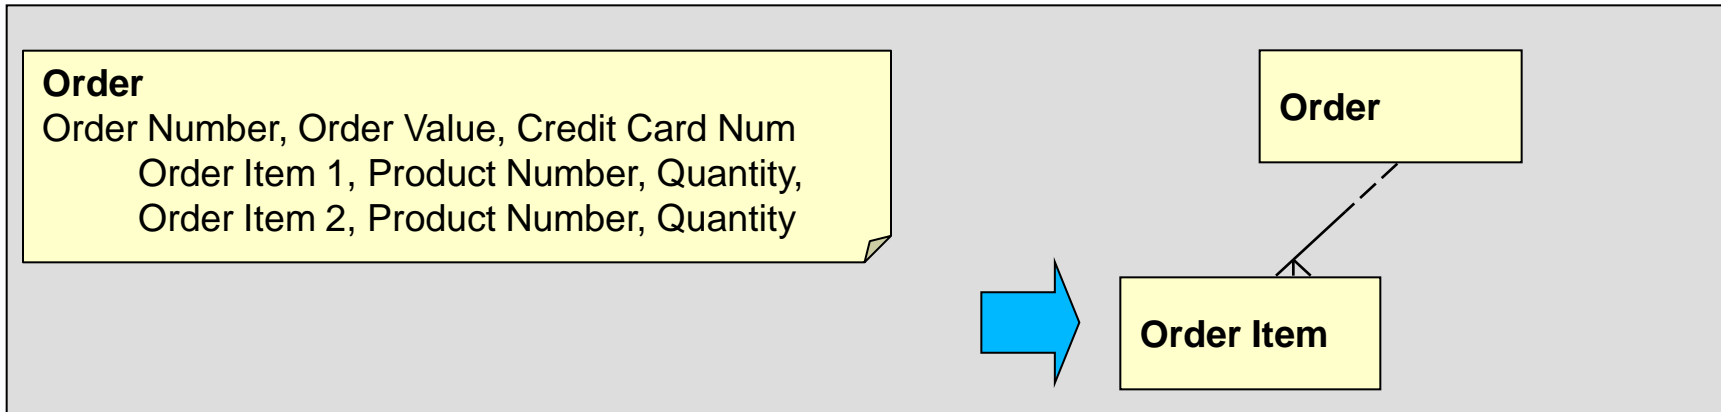 Order
Order Number, Order Value, Credit Card Num
Order Item 1, Product Number, Quantity,
Order Item 2, Product Number, Quantity
Order
Order Item